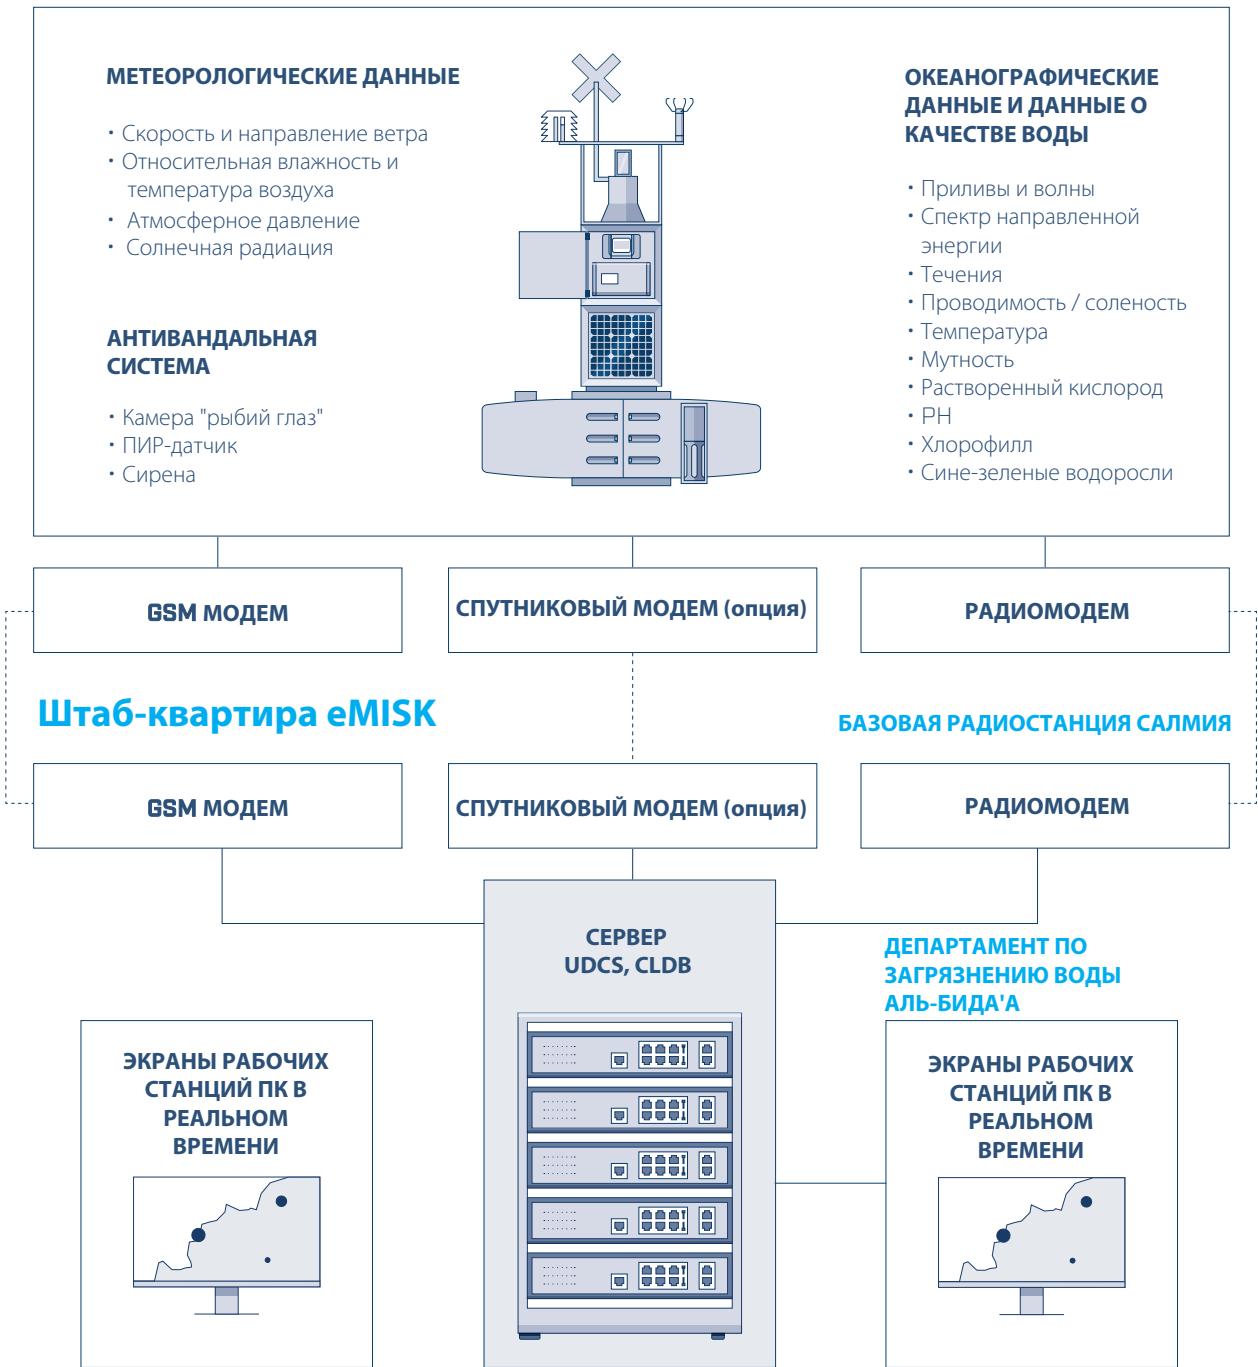 МЕТЕОРОЛОГИЧЕСКИЕ ДАННЫЕ
• Скорость и направление ветра
• Относительная влажность и
температура воздуха
• Атмосферное давление
• Солнечная радиация
АНТИВАНДАЛЬНАЯ
СИСТЕМА
• Камера "рыбий глаз"
• ПИР-датчик
• Сирена
ОКЕАНОГРАФИЧЕСКИЕ
ДАННЫЕ И ДАННЫЕ О
КАЧЕСТВЕ ВОДЫ
• Приливы и волны
• Спектр направленной
энергии
• Течения
• Проводимость / соленость
• Температура
• Мутность
• Растворенный кислород
• PH
• Хлорофилл
• Сине-зеленые водоросли
GSM МОДЕМ
СПУТНИКОВЫЙ МОДЕМ (опция)
РАДИОМОДЕМ
Штаб-квартира eMISK
БАЗОВАЯ РАДИОСТАНЦИЯ САЛМИЯ
GSM МОДЕМ
СПУТНИКОВЫЙ МОДЕМ (опция)
РАДИОМОДЕМ
СЕРВЕР
UDCS, CLDB
ДЕПАРТАМЕНТ ПО
ЗАГРЯЗНЕНИЮ ВОДЫ
АЛЬ-БИДА'А
ЭКРАНЫ РАБОЧИХ
СТАНЦИЙ ПК В
РЕАЛЬНОМ
ВРЕМЕНИ
ЭКРАНЫ РАБОЧИХ
СТАНЦИЙ ПК В
РЕАЛЬНОМ
ВРЕМЕНИ